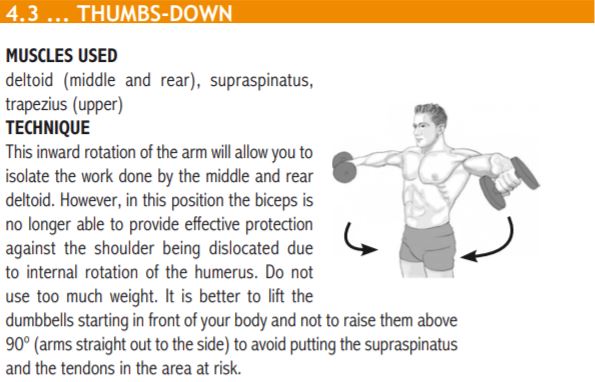 4.3 ... THUMBS-DOWN
MUSCLES USED
deltoid (middle and rear), supraspinatus,
trapezius (upper)
TECHNIQUE
This inward rotation of the arm will allow you to
isolate the work done by the middle and rear
deltoid. However, in this position the biceps is
no longer able to provide effective protection
against the shoulder being dislocated due
to internal rotation of the humerus. Do not
use too much weight. It is better to lift the
dumbbells starting in front of your body and not to raise them above
90º (arms straight out to the side) to avoid putting the supraspinatus
and the tendons in the area at risk.